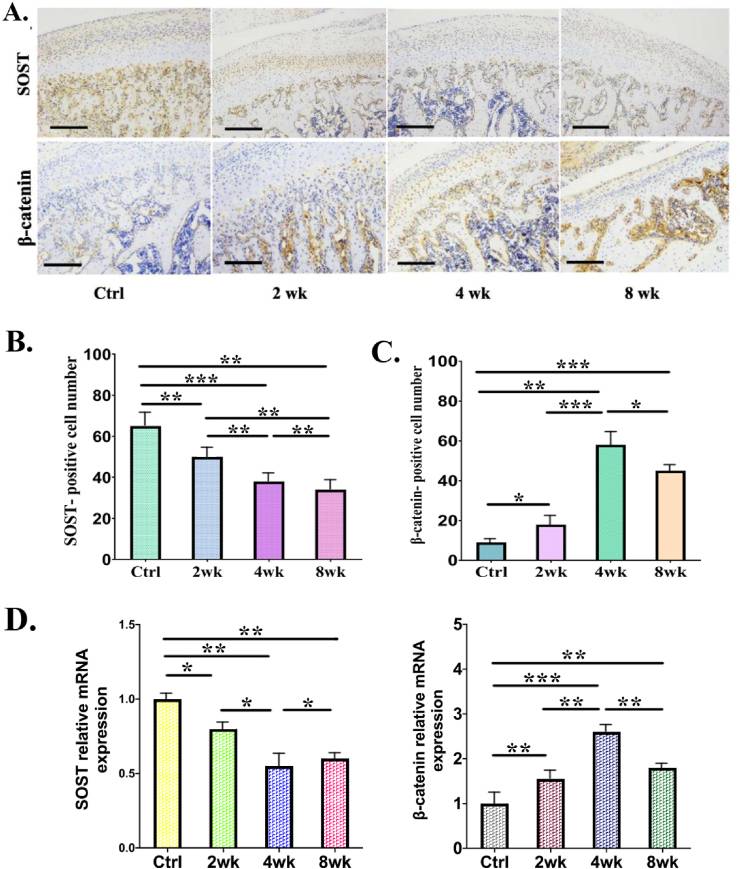 A.
SOST
β-catenin
Ctrl 2 wk 4 wk 8 wk
B.
SOST- positive cell number
100
80
60
40
20
0
**
***
**
**
**
**
Ctrl 2wk 4wk 8wk
C.
β-catenin- positive cell number
100
80
60
40
20
0
***
**
***
*
*
Ctrl 2wk 4wk 8wk
D.
SOST relative mRNA
expression
1.5
1.0
0.5
0.0
**
**
*
*
*
Ctrl 2wk 4wk 8wk
β-catenin relative mRNA
expression
5
4
3
2
1
0
**
***
**
**
**
Ctrl 2wk 4wk 8wk